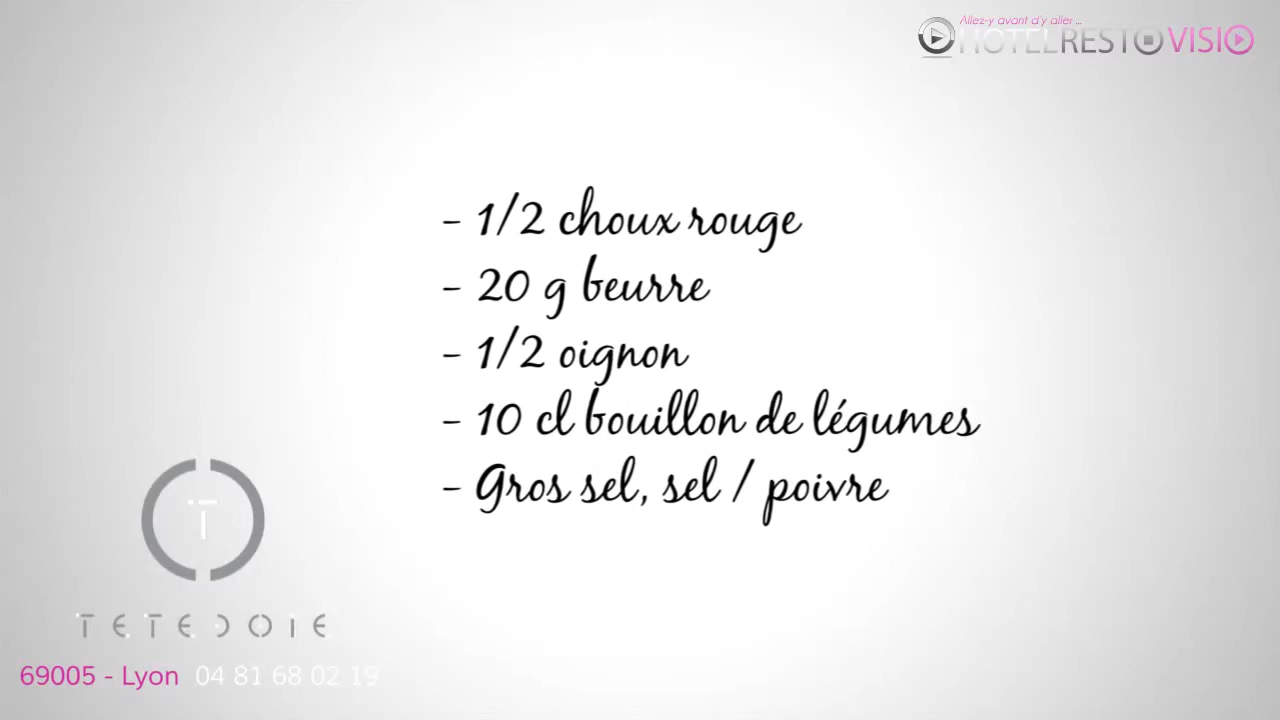 Allez-y avant d'y aller ...
HOTELRESTOVISIO
- 1/2 choux rouge
- 20 g beurre
- 1/2 oignon
- 10 cl bouillon de légumes
- Gros sel, sel / poivre
T
TETEDOIE
69005 - Lyon 04 81 68 02 19